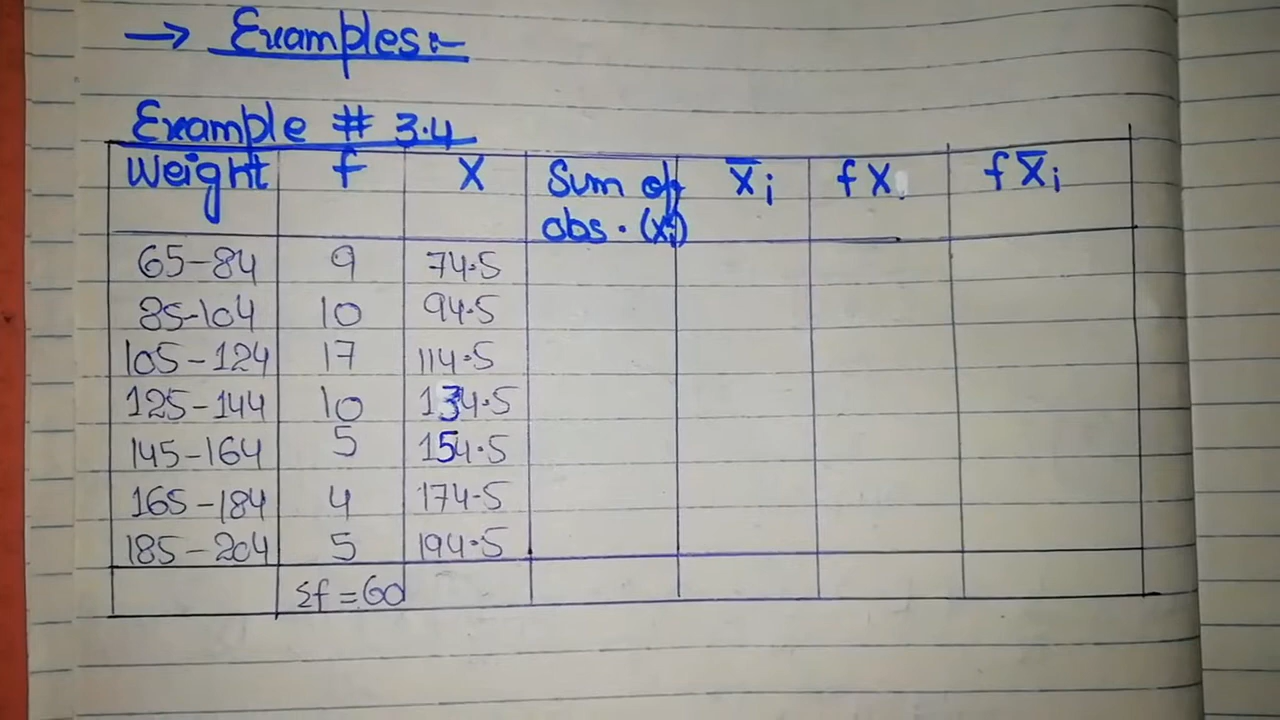 → Examples:-
Example # 3.4
Weight f X Sum of obs. (xi) X̄i fX fX̄i
65-84 9 74.5
85-104 10 94.5
105-124 17 114.5
125-144 10 134.5
145-164 5 154.5
165-184 4 174.5
185-204 5 194.5
Σf=60